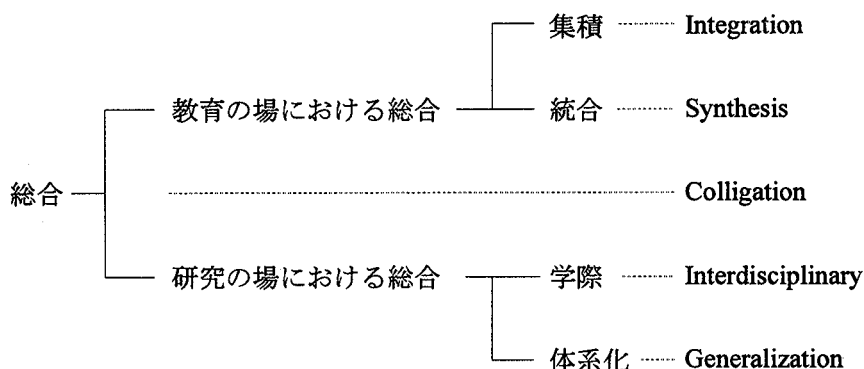 集積 Integration
教育の場における総合 統合 Synthesis
総合 Colligation
研究の場における総合 学際 Interdisciplinary
体系化 Generalization